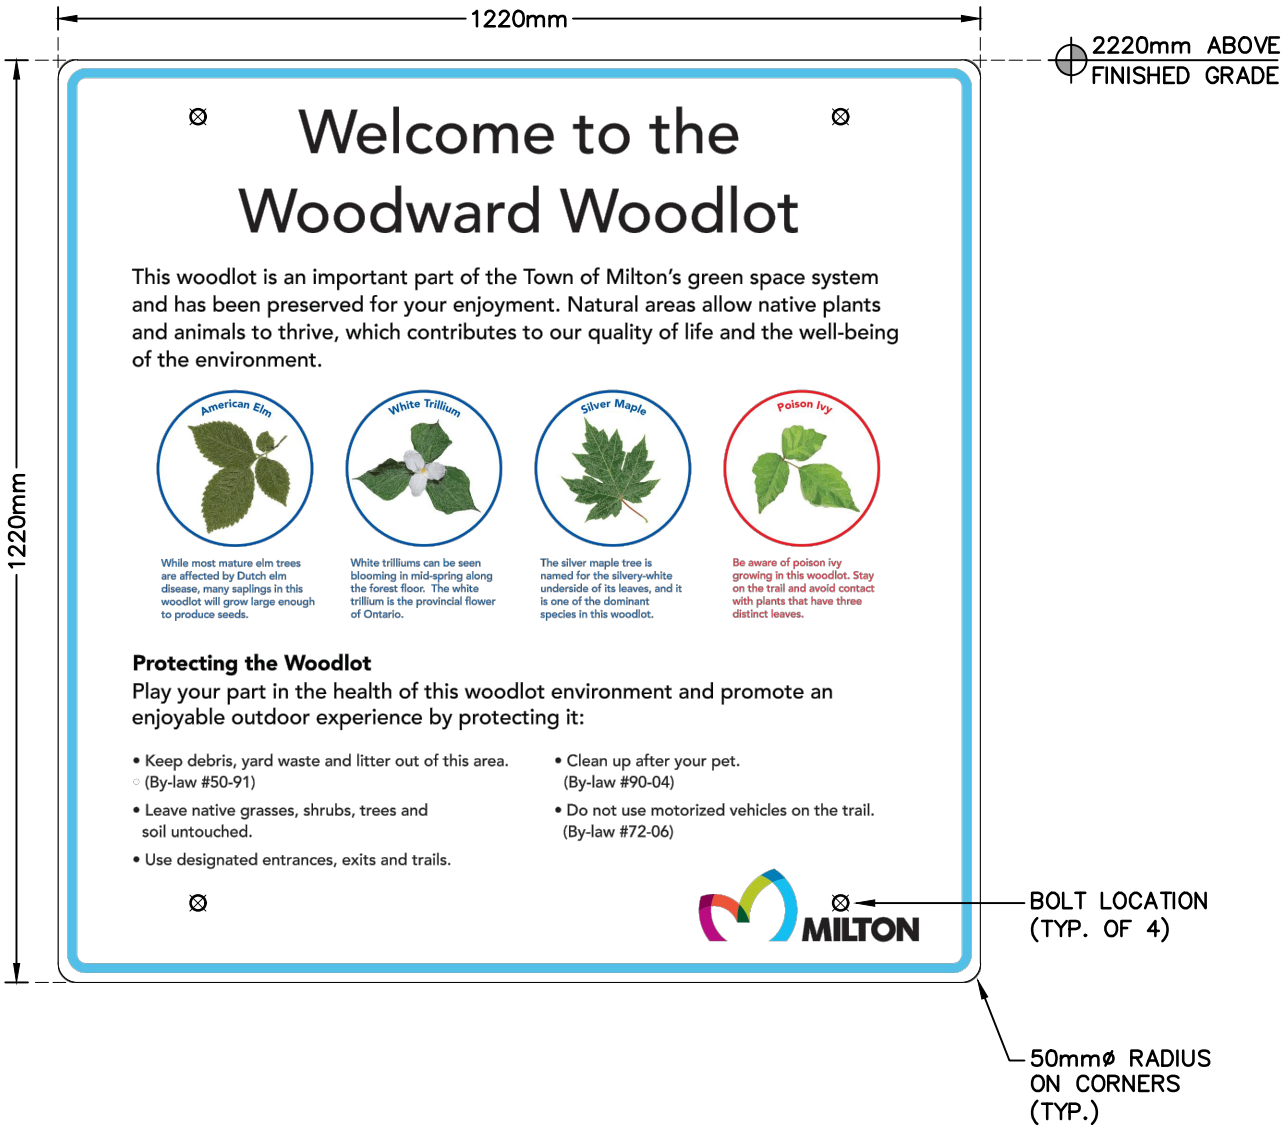 1220mm
2220mm ABOVE
FINISHED GRADE
1220mm
Welcome to the
Woodward Woodlot
This woodlot is an important part of the Town of Milton's green space system
and has been preserved for your enjoyment. Natural areas allow native plants
and animals to thrive, which contributes to our quality of life and the well-being
of the environment.
American Elm
While most mature elm trees
are affected by Dutch elm
disease, many saplings in this
woodlot will grow large enough
to produce seeds.
White Trillium
White trilliums can be seen
blooming in mid-spring along
the forest floor. The white
trillium is the provincial flower
of Ontario.
Silver Maple
The silver maple tree is
named for the silvery-white
underside of its leaves, and it
is one of the dominant
species in this woodlot.
Poison Ivy
Be aware of poison ivy
growing in this woodlot. Stay
on the trail and avoid contact
with plants that have three
distinct leaves.
Protecting the Woodlot
Play your part in the health of this woodlot environment and promote an
enjoyable outdoor experience by protecting it:
• Keep debris, yard waste and litter out of this area.
(By-law #50-91)
• Leave native grasses, shrubs, trees and
soil untouched.
• Use designated entrances, exits and trails.
• Clean up after your pet.
(By-law #90-04)
• Do not use motorized vehicles on the trail.
(By-law #72-06)
MILTON
BOLT LOCATION
(TYP. OF 4)
50mmø RADIUS
ON CORNERS
(TYP.)